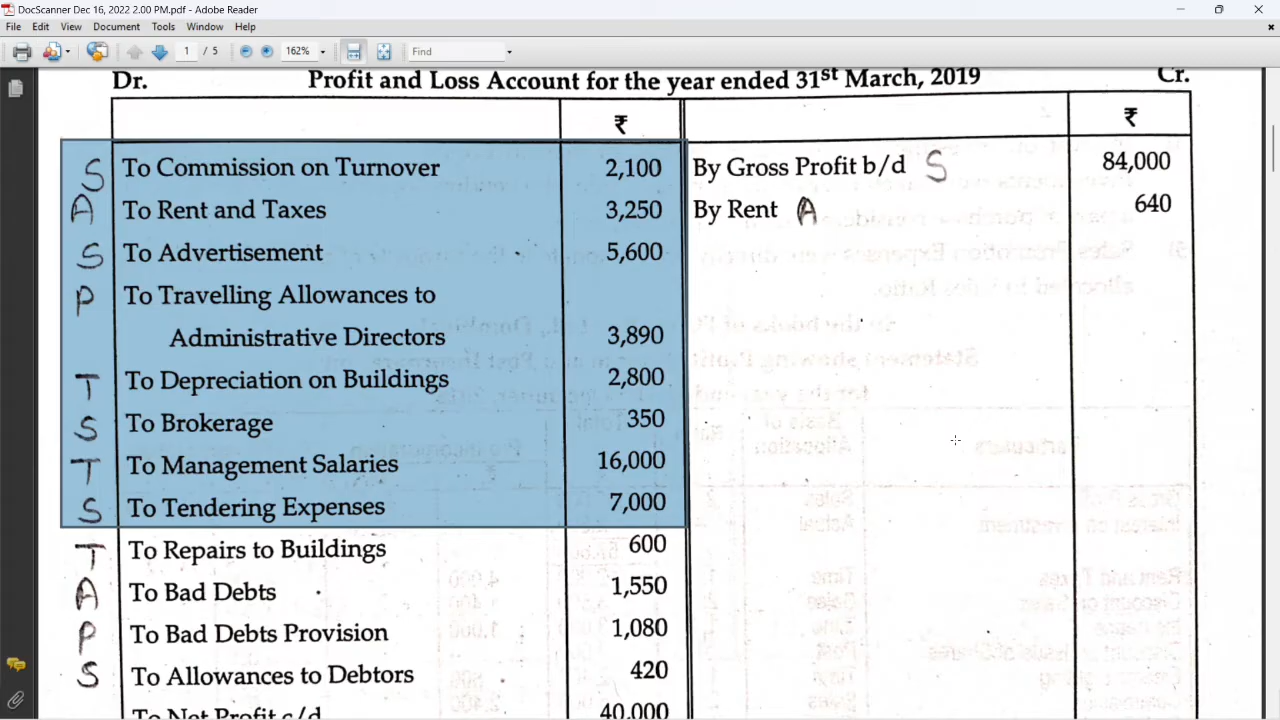 DocScanner Dec 16, 2022 2.00 PM.pdf - Adobe Reader
File Edit View Document Tools Window Help
1 / 5 162% Find
Dr. Profit and Loss Account for the year ended 31st March, 2019 Cr.
₹ ₹
S To Commission on Turnover 2,100 By Gross Profit b/d S 84,000
A To Rent and Taxes 3,250 By Rent A 640
S To Advertisement 5,600
P To Travelling Allowances to
Administrative Directors 3,890
T To Depreciation on Buildings 2,800
S To Brokerage 350
T To Management Salaries 16,000
S To Tendering Expenses 7,000
T To Repairs to Buildings 600
A To Bad Debts 1,550
P To Bad Debts Provision 1,080
S To Allowances to Debtors 420
To Net Profit c/d 40,000